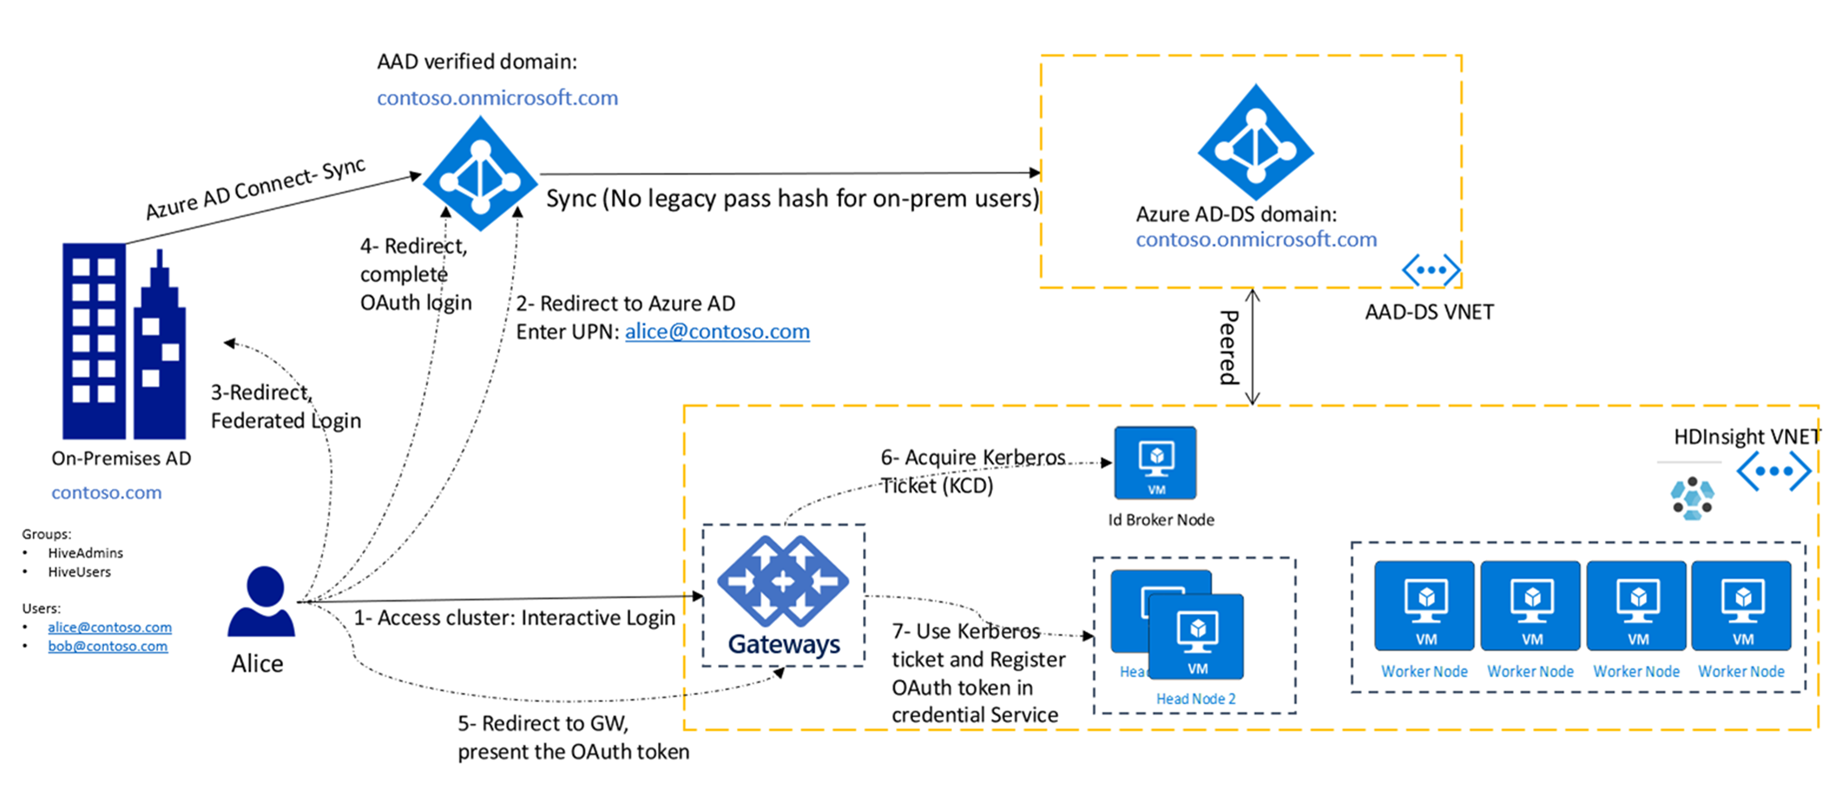 AAD verified domain:
contoso.onmicrosoft.com
Azure AD Connect- Sync
Sync (No legacy pass hash for on-prem users)
Azure AD-DS domain:
contoso.onmicrosoft.com
AAD-DS VNET
Peered
4- Redirect,
complete
OAuth login
2- Redirect to Azure AD
Enter UPN: alice@contoso.com
3-Redirect,
Federated Login
On-Premises AD
contoso.com
Groups:
• HiveAdmins
• HiveUsers
Users:
• alice@contoso.com
• bob@contoso.com
Alice
1- Access cluster: Interactive Login
5- Redirect to GW,
present the OAuth token
Gateways
6- Acquire Kerberos
Ticket (KCD)
VM
Id Broker Node
7- Use Kerberos
ticket and Register
OAuth token in
credential Service
VM
Head Node 2
HDInsight VNET
VM
Worker Node
VM
Worker Node
VM
Worker Node
VM
Worker Node